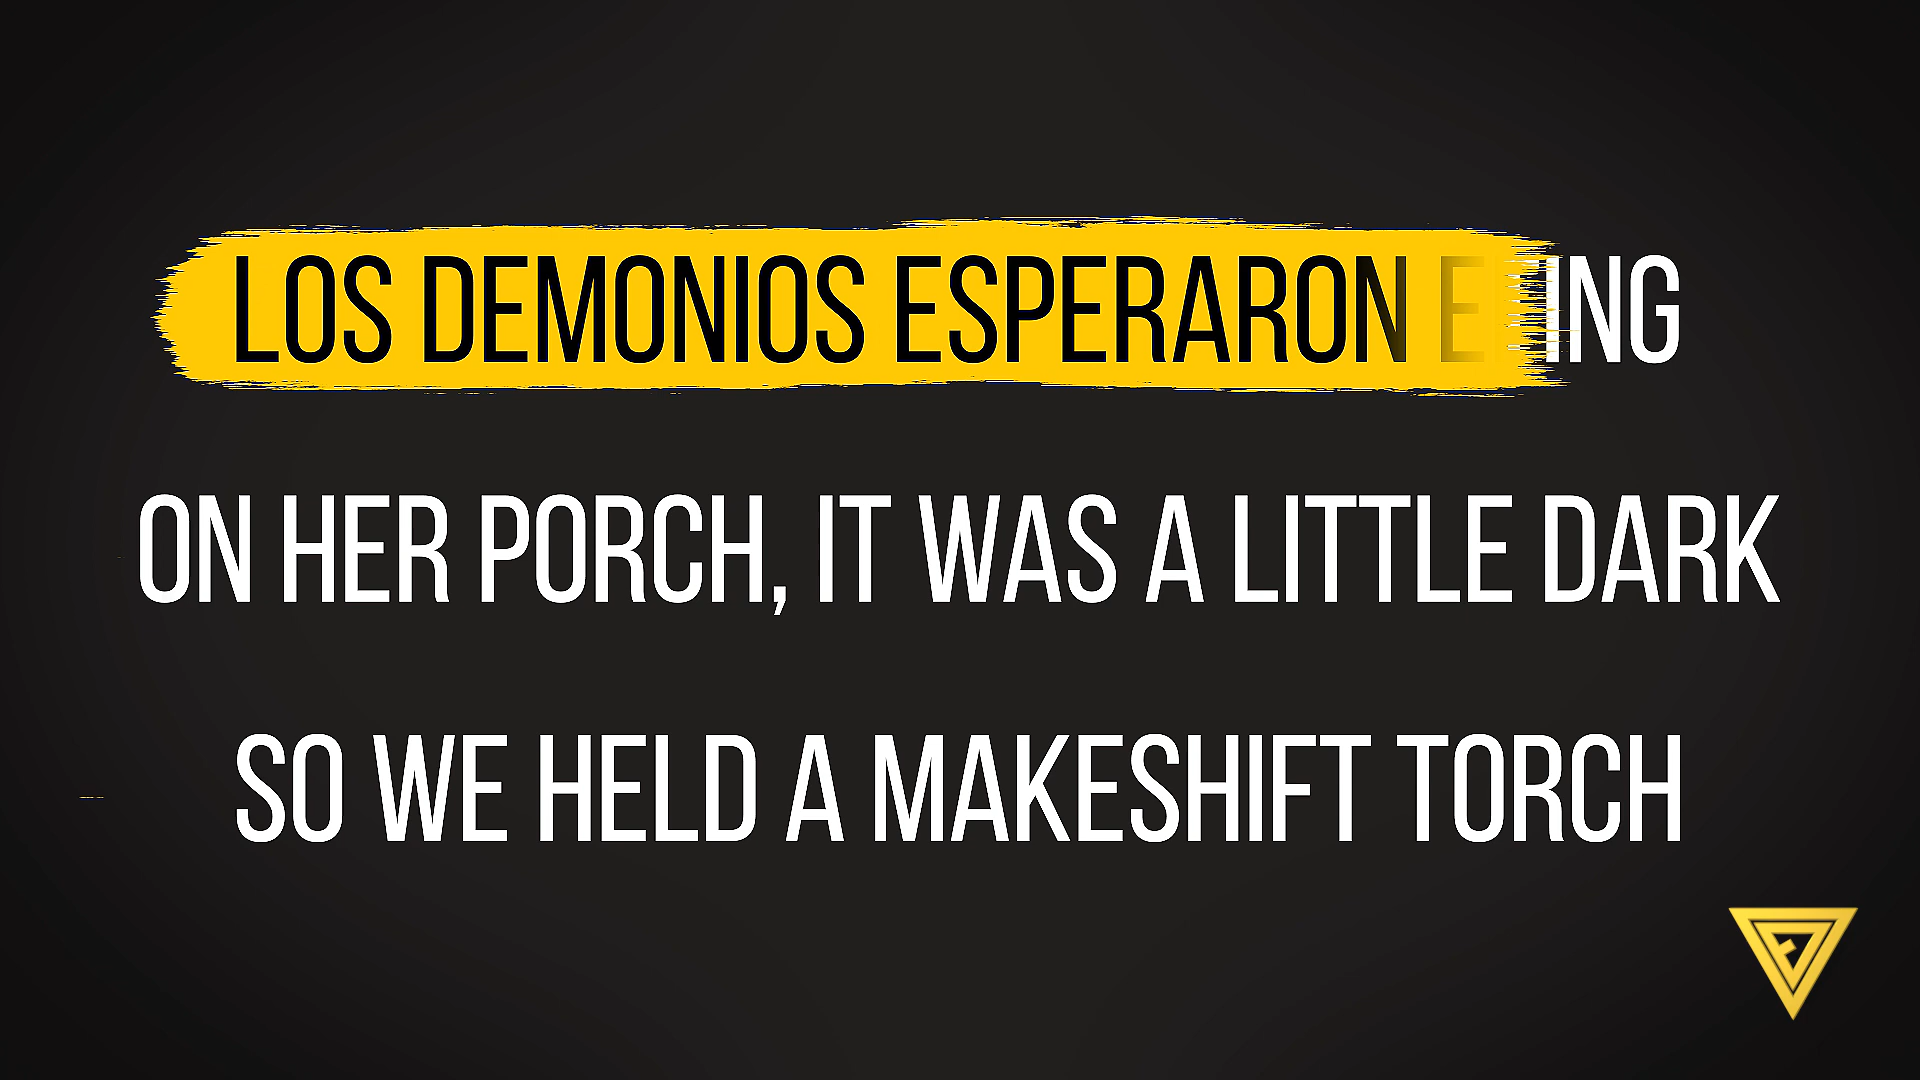 LOS DEMONIOS ESPERARON
ON HER PORCH, IT WAS A LITTLE DARK
SO WE HELD A MAKESHIFT TORCH